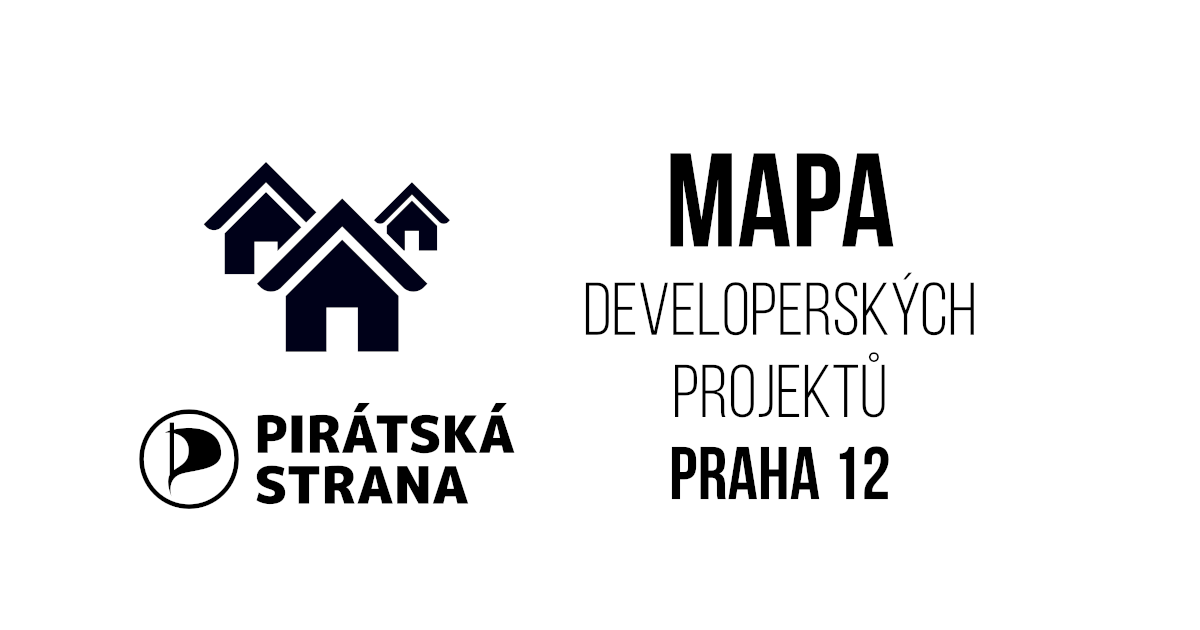 PIRÁTSKÁ
STRANA
MAPA
DEVELOPERSKÝCH
PROJEKTŮ
PRAHA 12